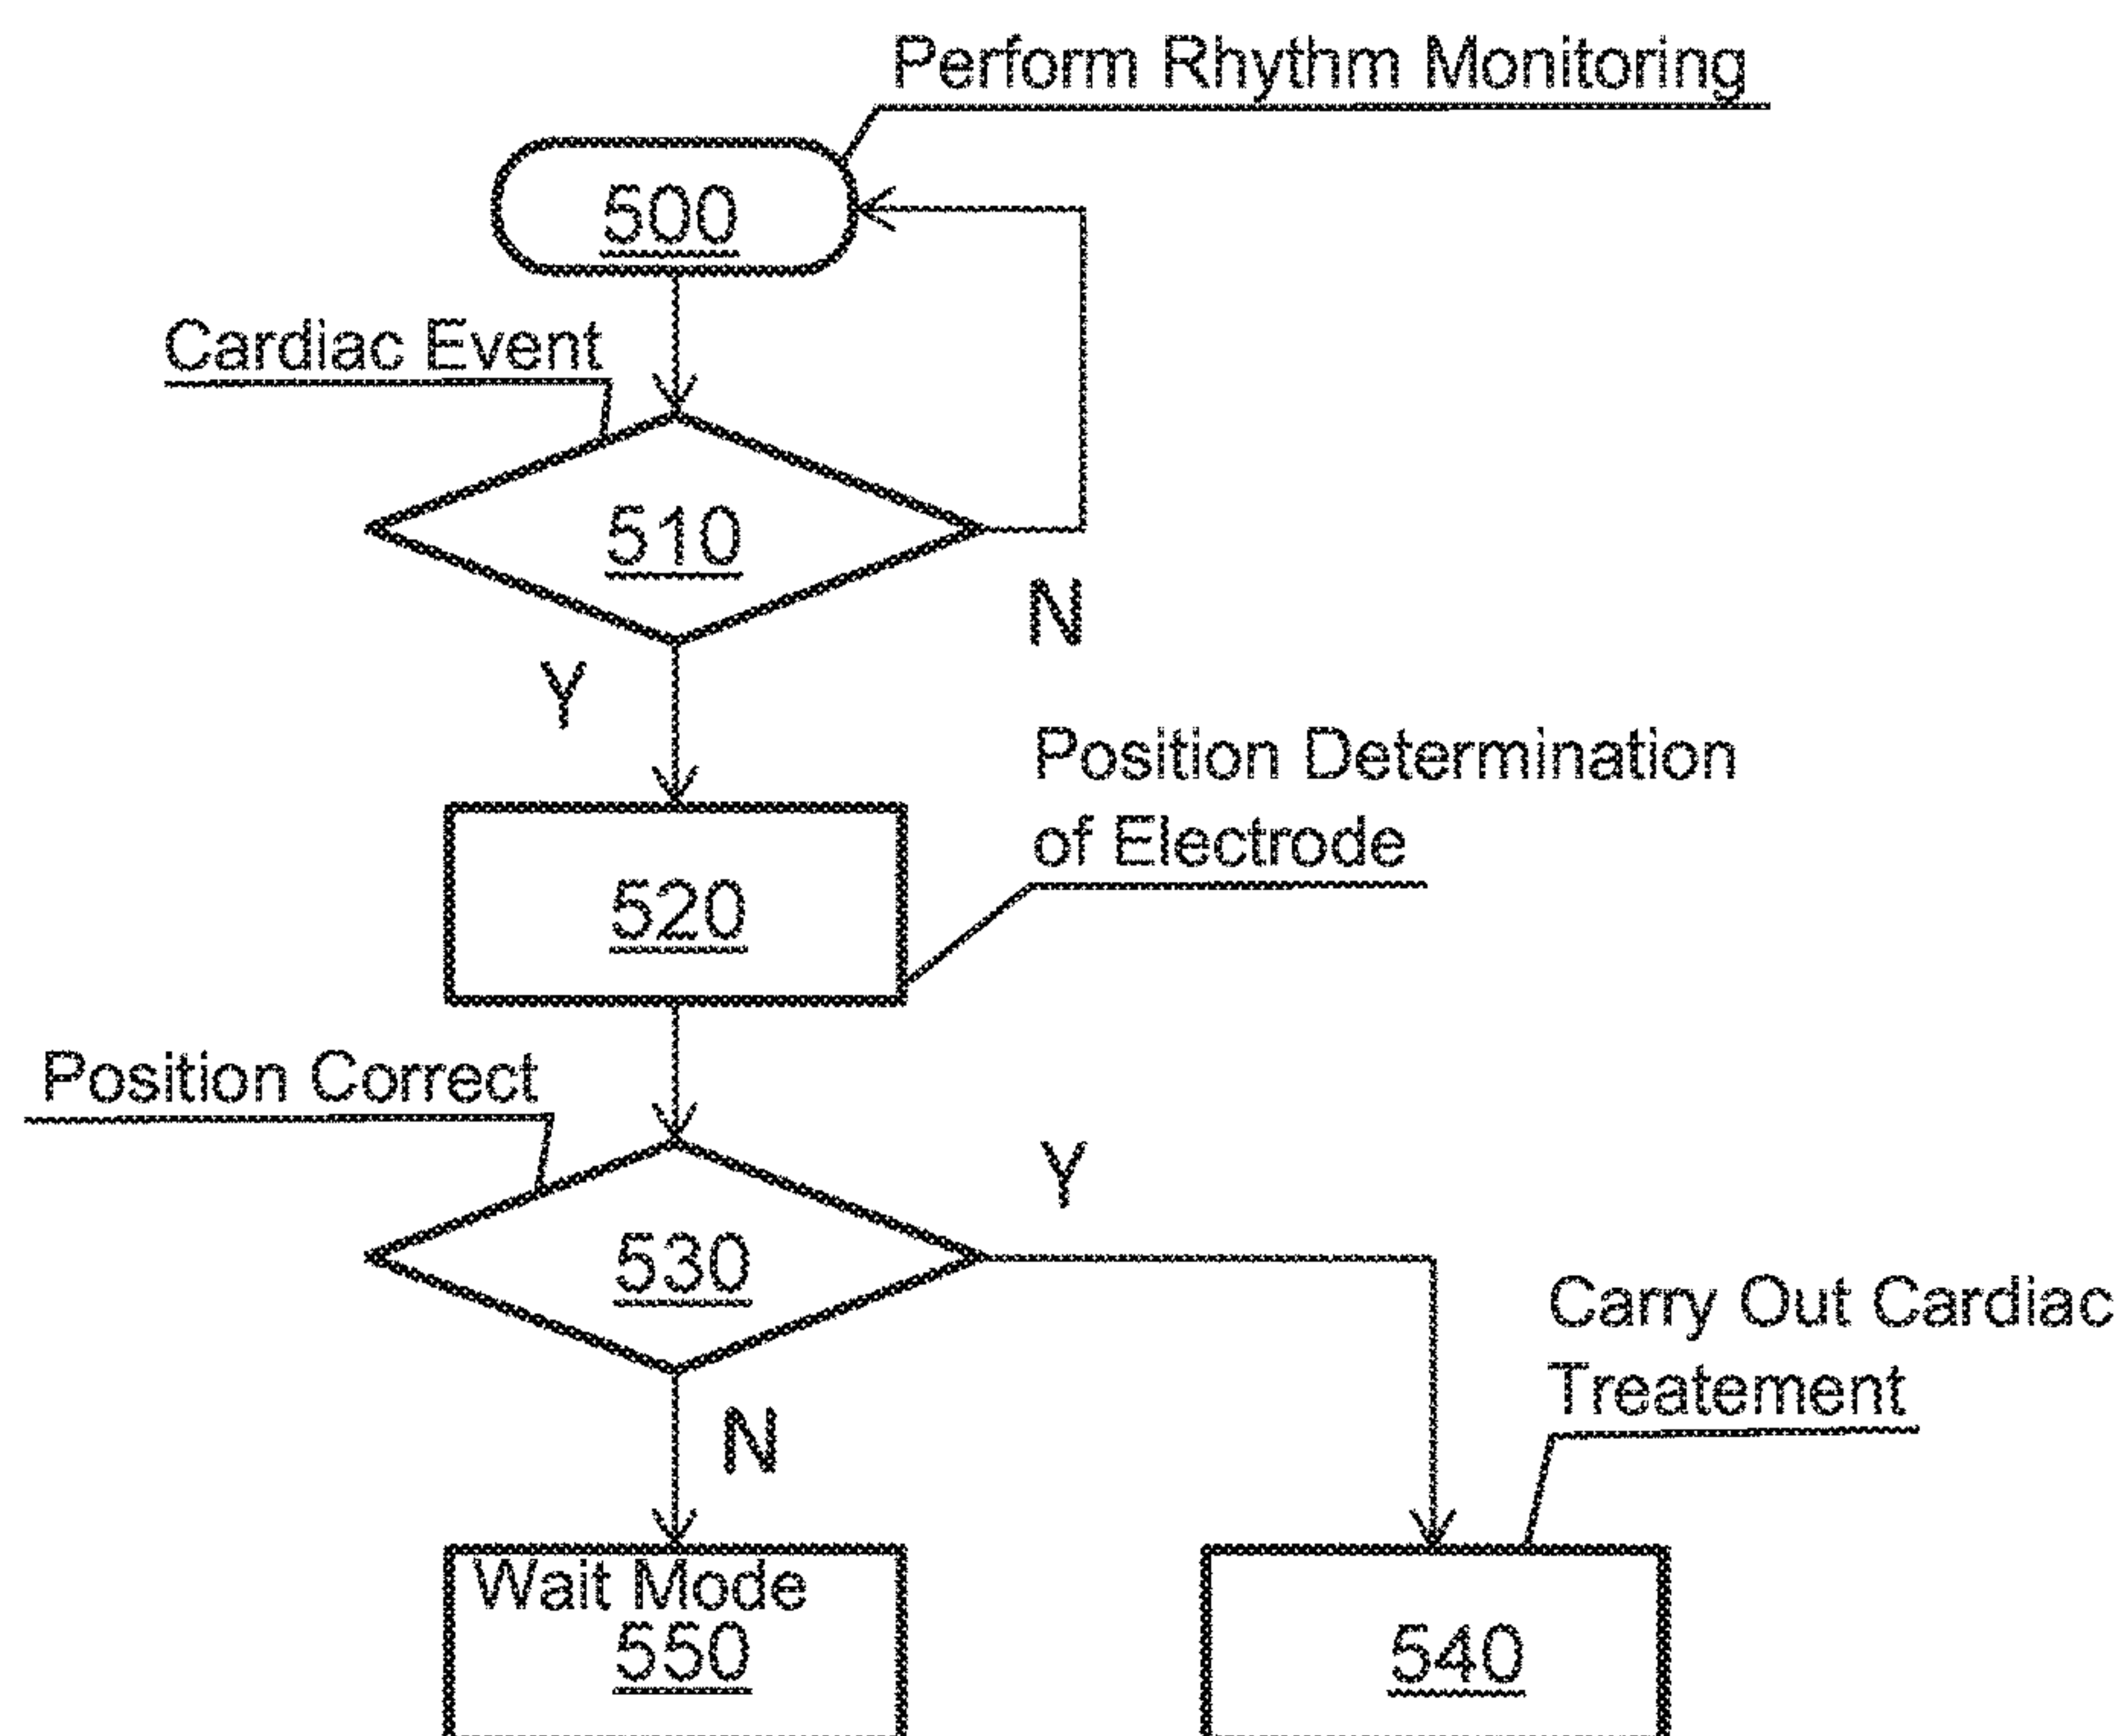 Perform Rhythm Monitoring
500
Cardiac Event
510
N
Y
Position Determination
of Electrode
520
Position Correct
Y
530
Carry Out Cardiac
Treatement
N
Wait Mode
550
540